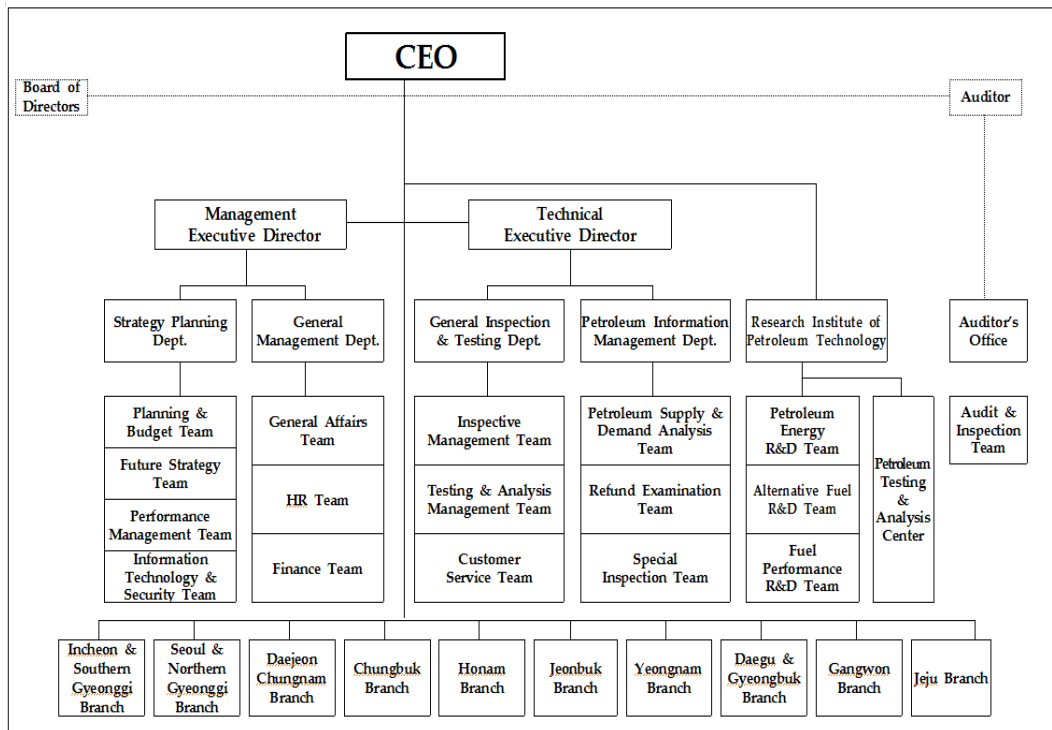 CEO
Board of
Directors
Auditor
Management
Executive Director
Technical
Executive Director
Strategy Planning
Dept.
General
Management Dept.
General Inspection
& Testing Dept.
Petroleum Information
Management Dept.
Research Institute of
Petroleum Technology
Auditor's
Office
Planning &
Budget Team
Future Strategy
Team
Performance
Management Team
Information
Technology &
Security Team
General Affairs
Team
HR Team
Finance Team
Inspective
Management Team
Testing & Analysis
Management Team
Customer
Service Team
Petroleum Supply &
Demand Analysis
Team
Refund Examination
Team
Special
Inspection Team
Petroleum
Energy
R&D Team
Alternative Fuel
R&D Team
Fuel
Performance
R&D Team
Petroleum
Testing
&
Analysis
Center
Audit &
Inspection
Team
Incheon &
Southern
Gyeonggi
Branch
Seoul &
Northern
Gyeonggi
Branch
Daejeon
Chungnam
Branch
Chungbuk
Branch
Honam
Branch
Jeonbuk
Branch
Yeongnam
Branch
Daegu &
Gyeongbuk
Branch
Gangwon
Branch
Jeju Branch